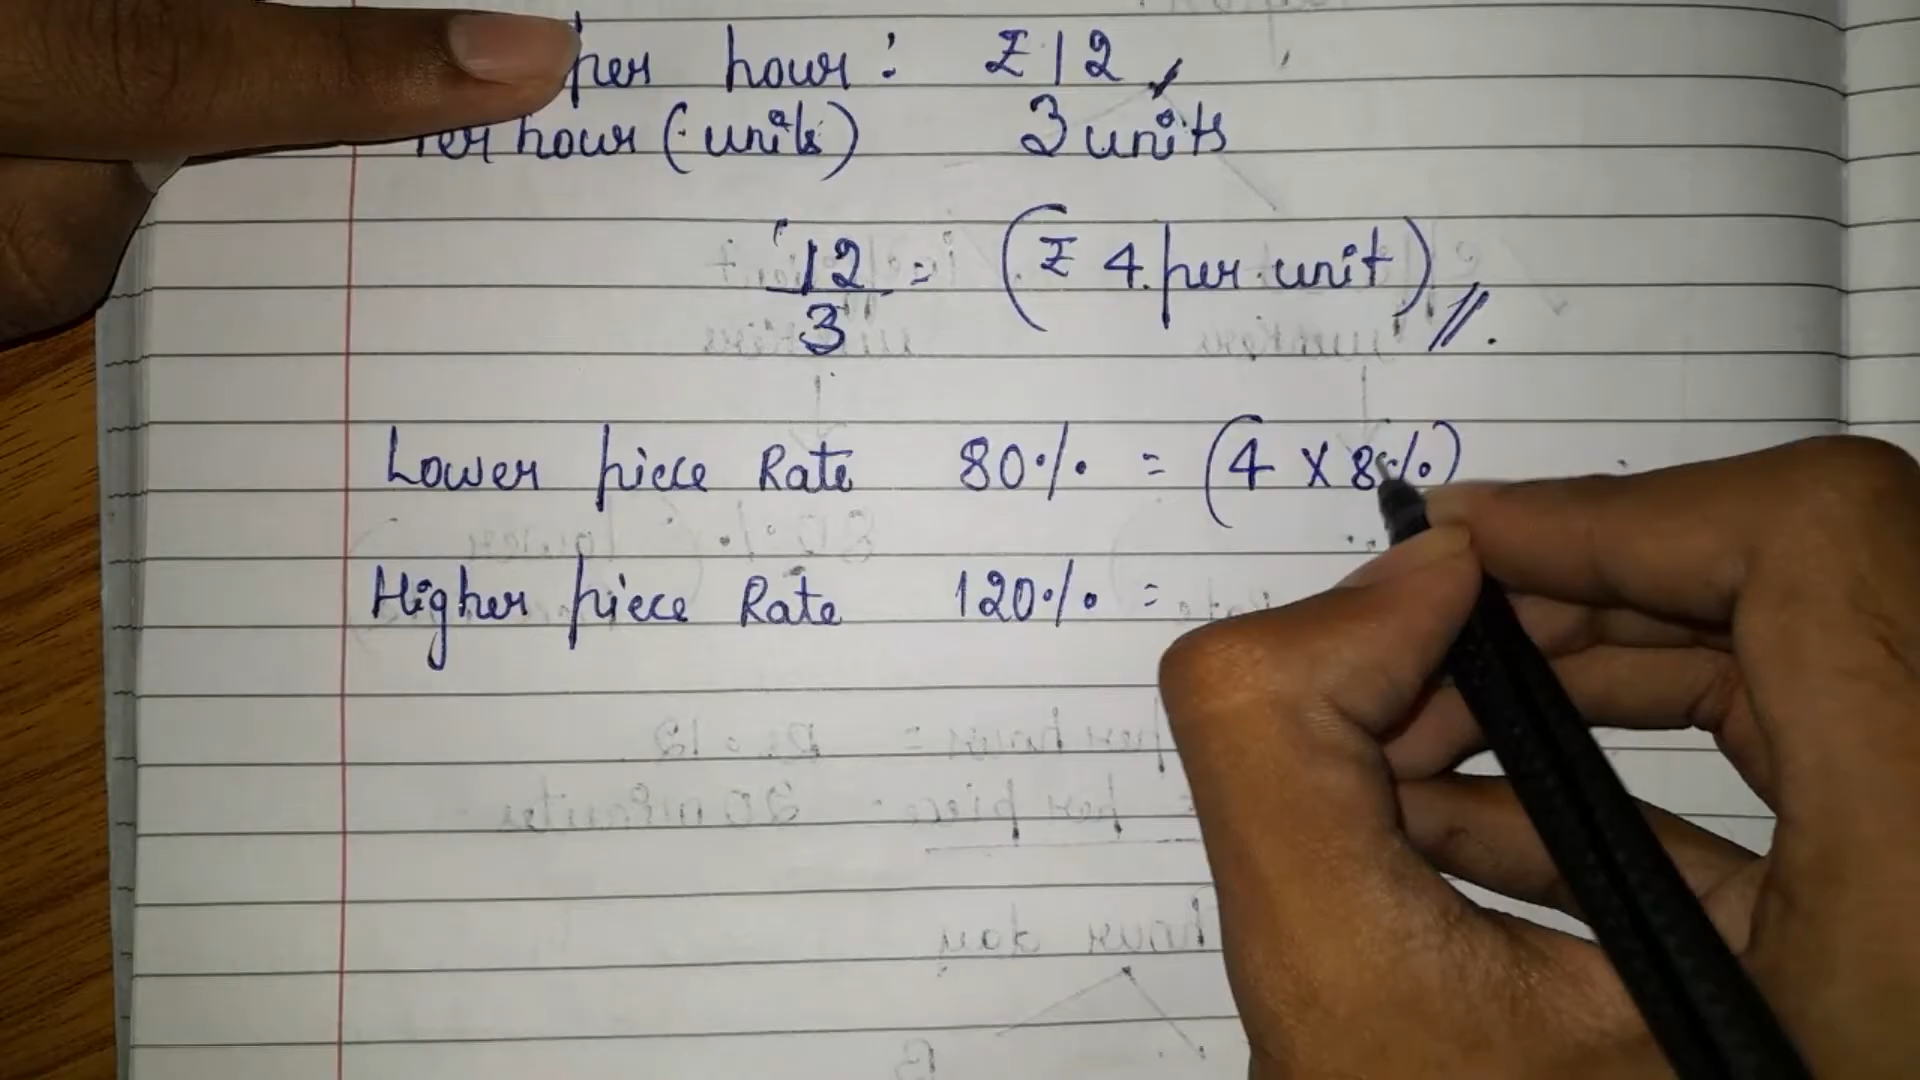 per hour : ₹12
Per hour (units) 3 units
12/3 = (₹ 4 per unit)
Lower piece Rate 80% = (4 x 80%)
Higher piece Rate 120% =